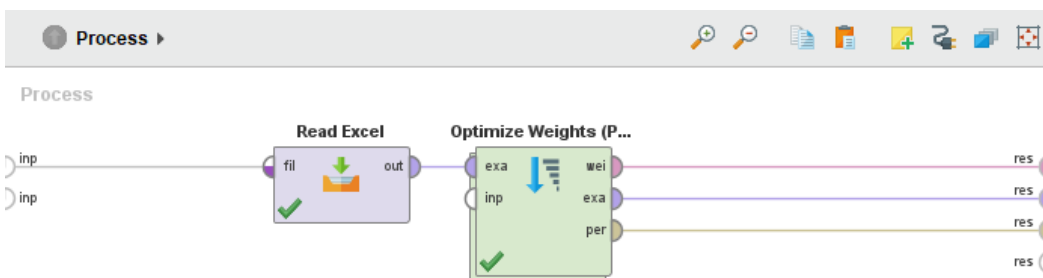 Process
Process
Read Excel
Optimize Weights (P...
inp
fil
out
exa
wei
res
inp
inp
exa
res
per
res
res